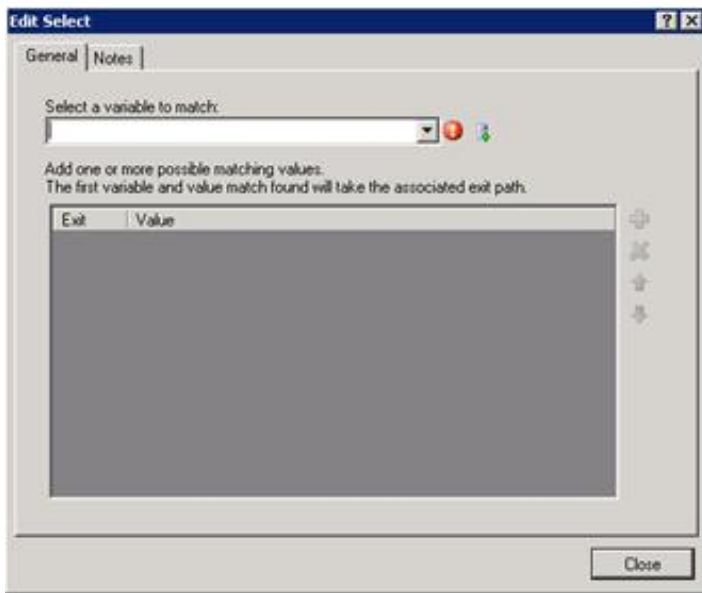 Edit Select
General
Notes
Select a variable to match:
Add one or more possible matching values.
The first variable and value match found will take the associated exit path.
Exit
Value
Close